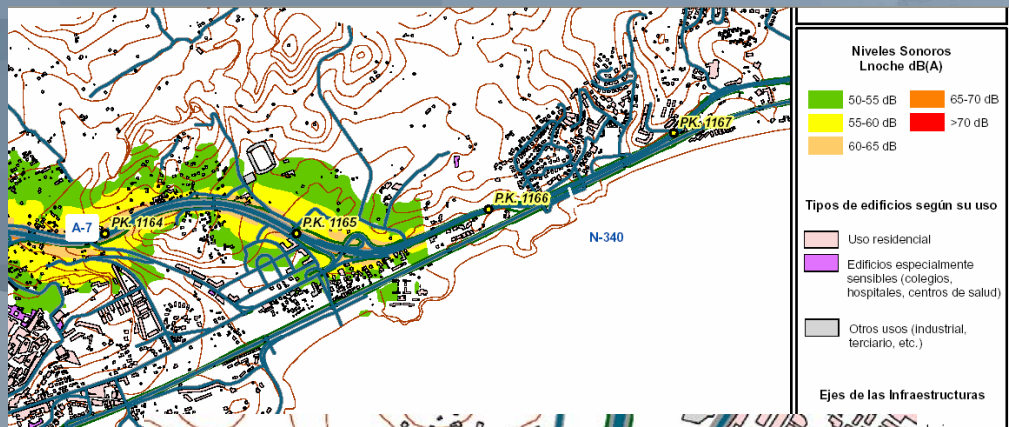 Niveles Sonoros
Lnoche dB(A)
50-55 dB
65-70 dB
55-60 dB
>70 dB
60-65 dB
PK: 1167
P.K. 1166
Tipos de edificios según su uso
PK: 1164
P.K. 1165
A-7
N-340
Uso residencial
Edificios especialmente
sensibles (colegios,
hospitales, centros de salud)
Otros usos (industrial,
terciario, etc.)
Ejes de las Infraestructuras